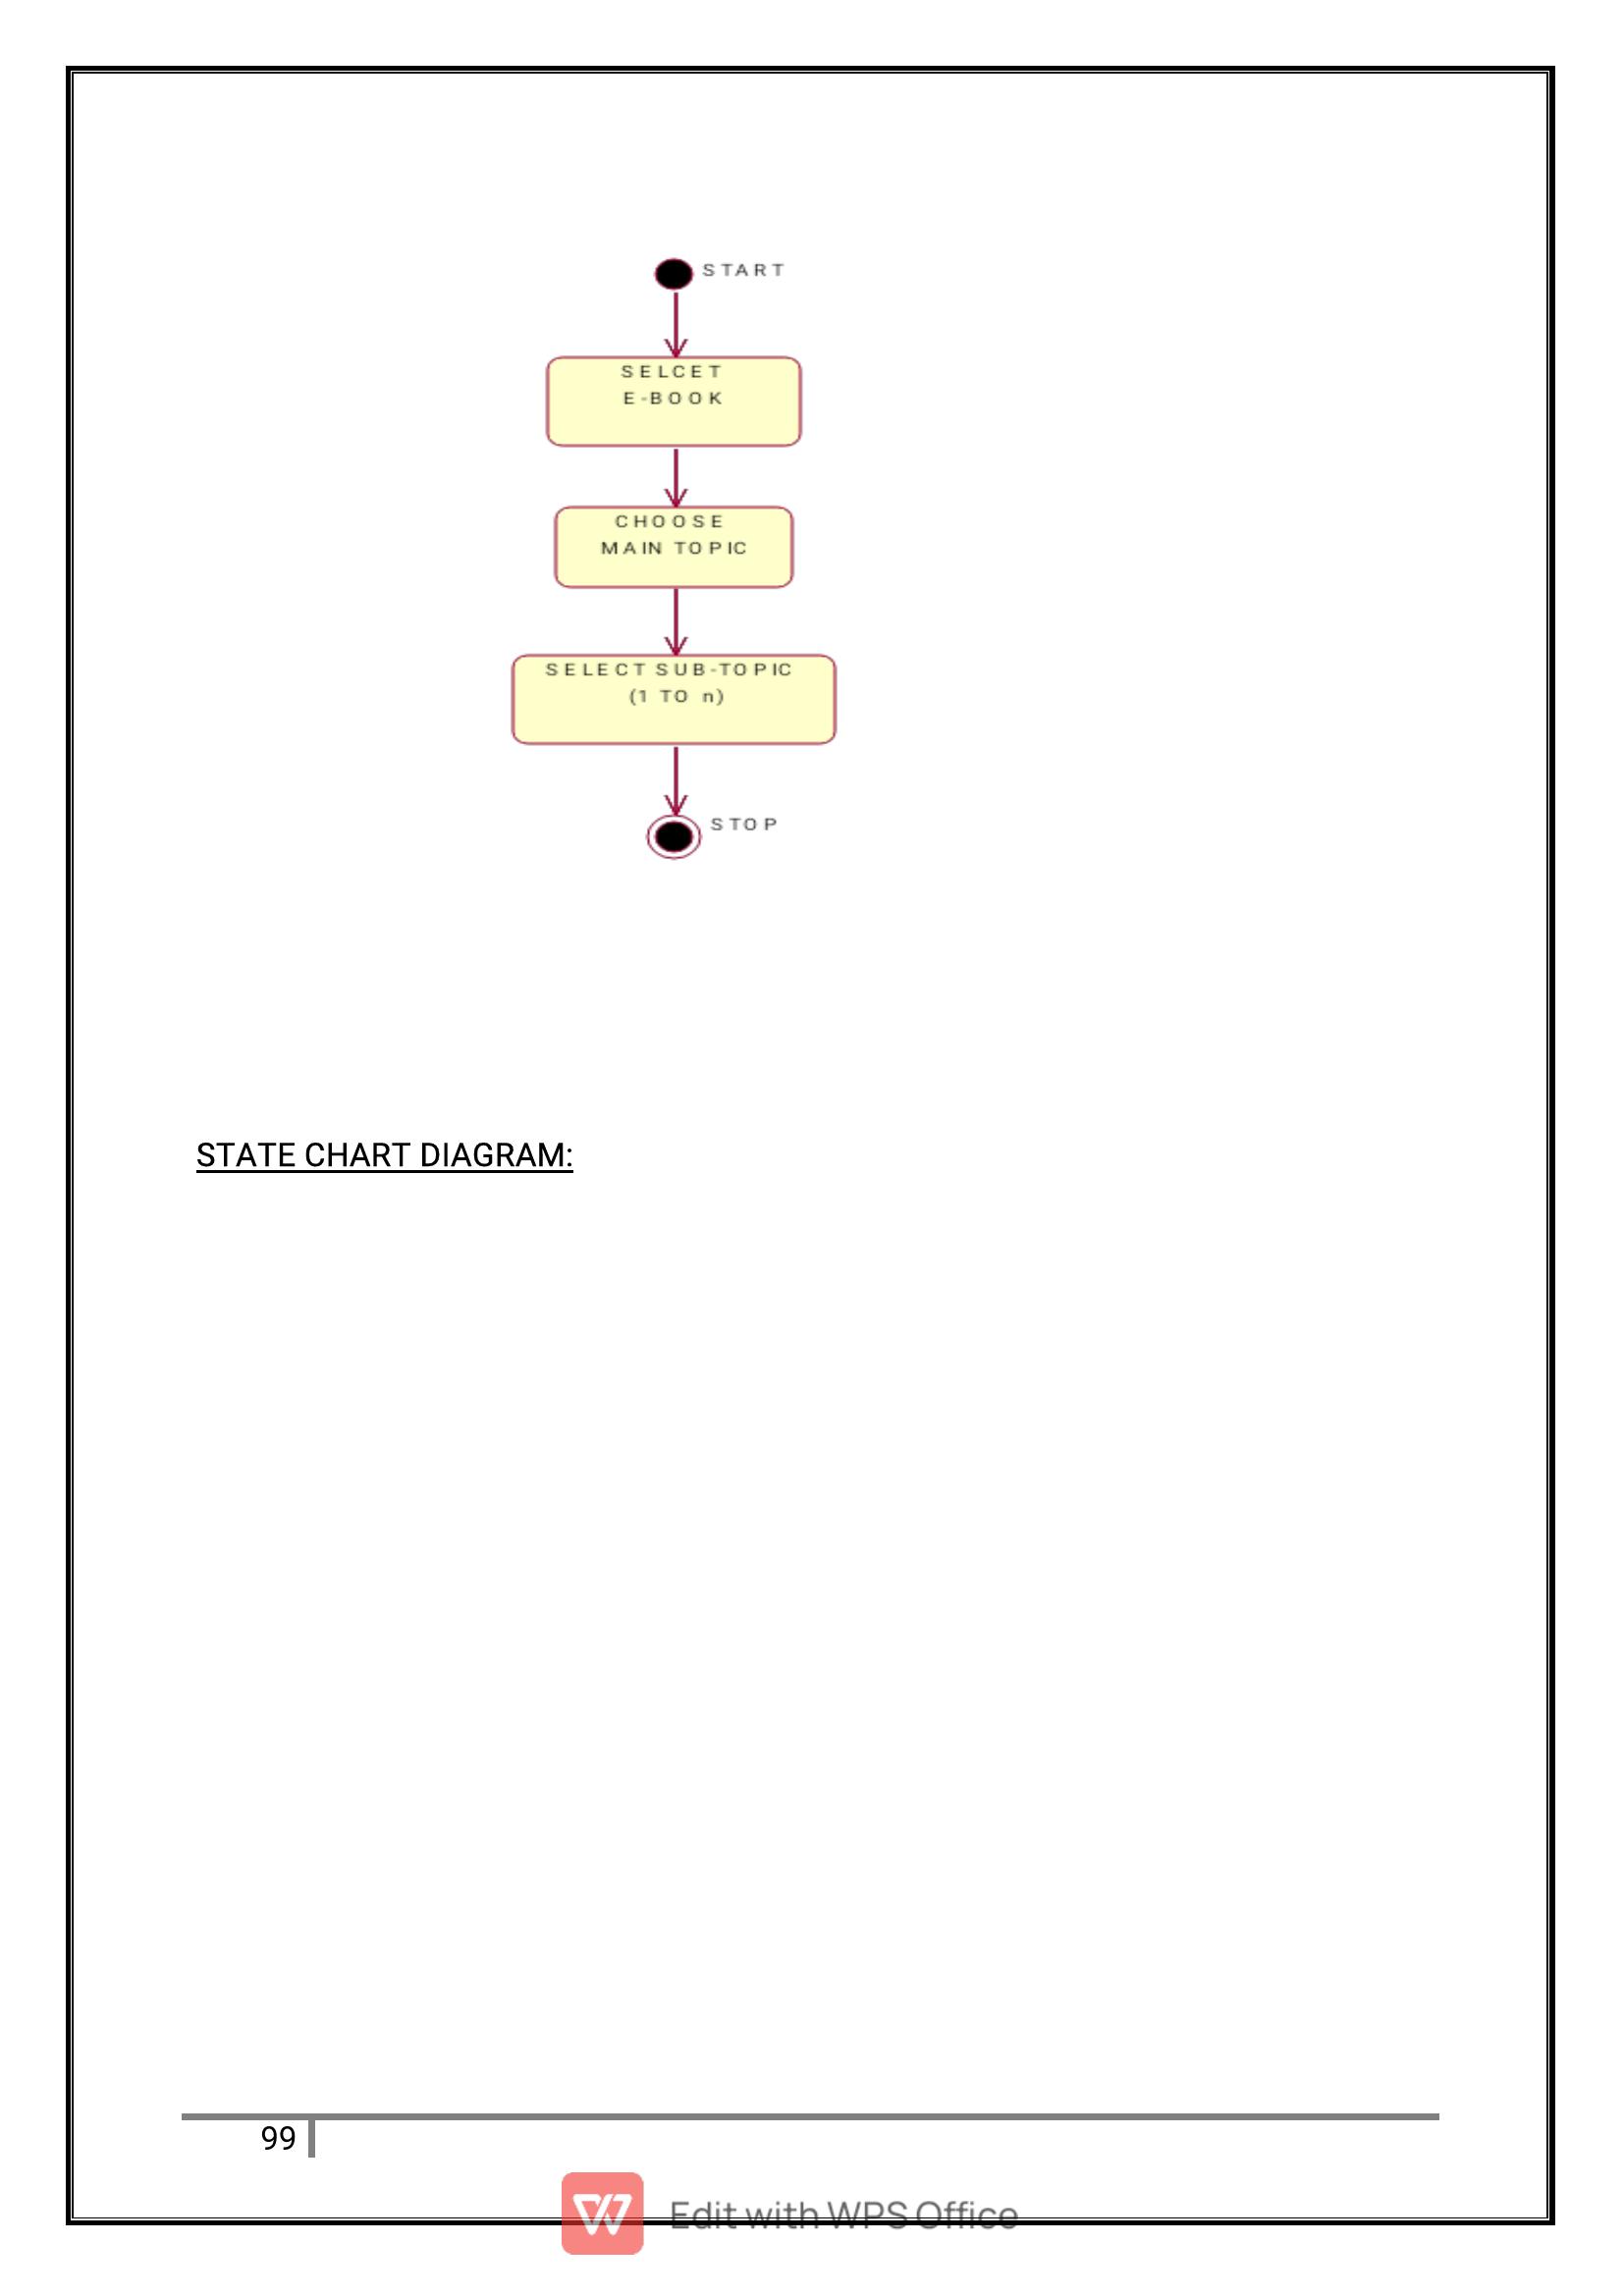 START
SELCET
E-BOOK
CHOOSE
MAIN TOPIC
SELECT SUB-TOPIC
(1 TO n)
STOP
STATE CHART DIAGRAM:
99
Edit with WPS Office